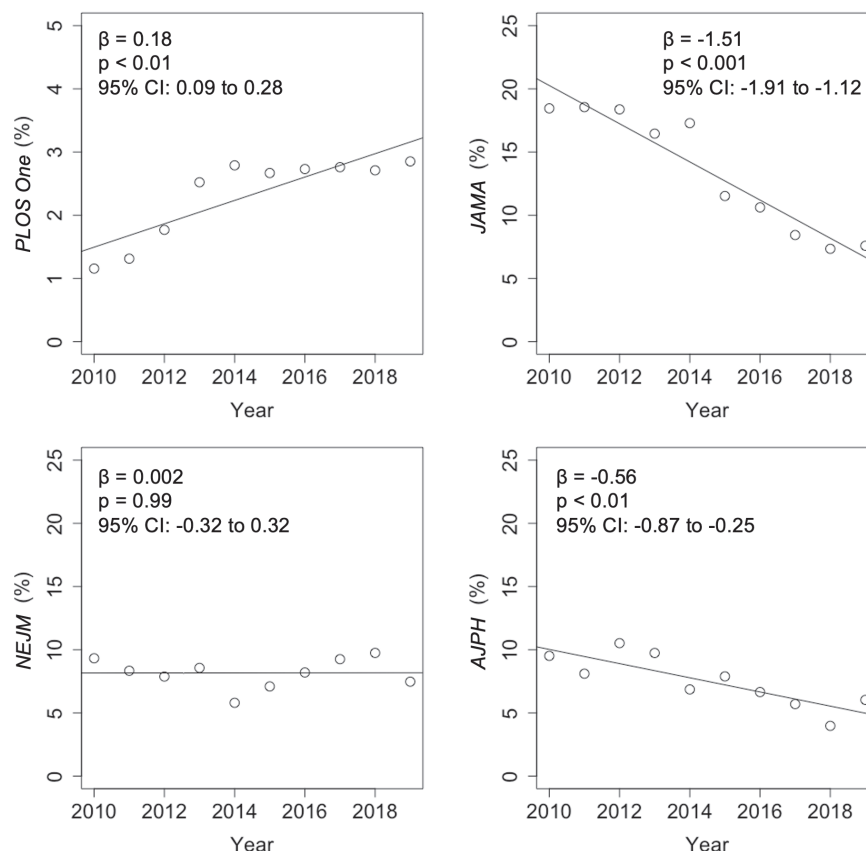 β = 0.18
p < 0.01
95% CI: 0.09 to 0.28
PLOS One (%)
5
4
3
2
1
0
2010 2012 2014 2016 2018
Year
β = -1.51
p < 0.001
95% CI: -1.91 to -1.12
JAMA (%)
25
20
15
10
5
0
2010 2012 2014 2016 2018
Year
β = 0.002
p = 0.99
95% CI: -0.32 to 0.32
NEJM (%)
25
20
15
10
5
0
2010 2012 2014 2016 2018
Year
β = -0.56
p < 0.01
95% CI: -0.87 to -0.25
AJPH (%)
25
20
15
10
5
0
2010 2012 2014 2016 2018
Year